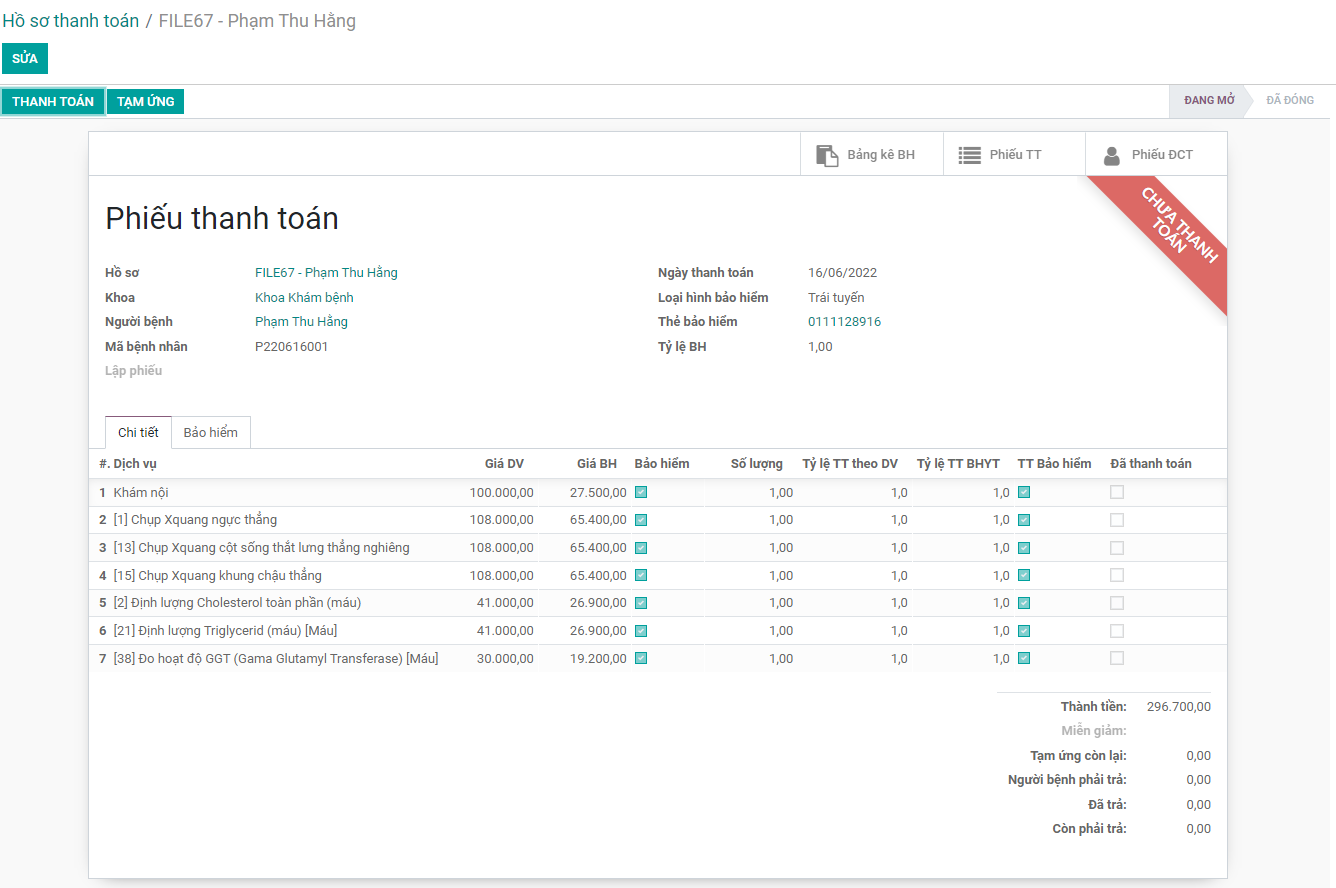 Hồ sơ thanh toán / FILE67 - Phạm Thu Hằng
SỬA
THANH TOÁN TẠM ỨNG ĐANG MỞ ĐÃ ĐÓNG
Bảng kê BH Phiếu TT Phiếu ĐCT
CHƯA THANH
TOÁN
Phiếu thanh toán
Hồ sơ FILE67 - Phạm Thu Hằng Ngày thanh toán 16/06/2022
Khoa Khoa Khám bệnh Loại hình bảo hiểm Trái tuyến
Người bệnh Phạm Thu Hằng Thẻ bảo hiểm 0111128916
Mã bệnh nhân P220616001 Tỷ lệ BH 1,00
Lập phiếu
Chi tiết Bảo hiểm
#. Dịch vụ Giá DV Giá BH Bảo hiểm Số lượng Tỷ lệ TT theo DV Tỷ lệ TT BHYT TT Bảo hiểm Đã thanh toán
1 Khám nội 100.000,00 27.500,00 1,00 1,0 1,0
2 [1] Chụp Xquang ngực thẳng 108.000,00 65.400,00 1,00 1,0 1,0
3 [13] Chụp Xquang cột sống thắt lưng thẳng nghiêng 108.000,00 65.400,00 1,00 1,0 1,0
4 [15] Chụp Xquang khung chậu thẳng 108.000,00 65.400,00 1,00 1,0 1,0
5 [2] Định lượng Cholesterol toàn phần (máu) 41.000,00 26.900,00 1,00 1,0 1,0
6 [21] Định lượng Triglycerid (máu) [Máu] 41.000,00 26.900,00 1,00 1,0 1,0
7 [38] Đo hoạt độ GGT (Gama Glutamyl Transferase) [Máu] 30.000,00 19.200,00 1,00 1,0 1,0
Thành tiền: 296.700,00
Miễn giảm:
Tạm ứng còn lại: 0,00
Người bệnh phải trả: 0,00
Đã trả: 0,00
Còn phải trả: 0,00